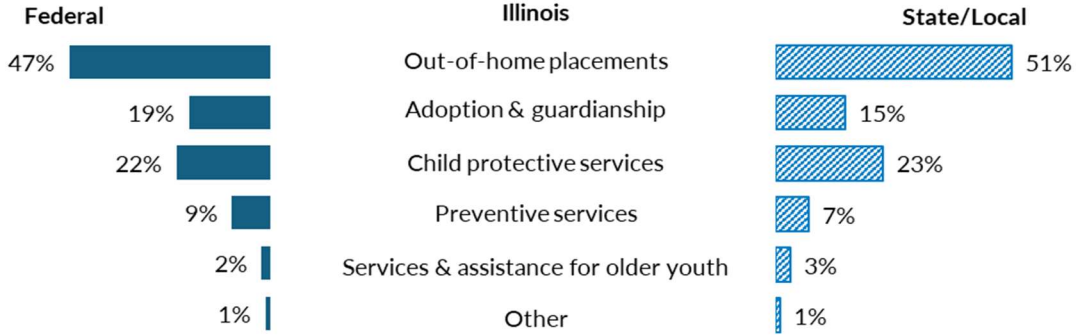 Federal Illinois State/Local
47% Out-of-home placements 51%
19% Adoption & guardianship 15%
22% Child protective services 23%
9% Preventive services 7%
2% Services & assistance for older youth 3%
1% Other 1%